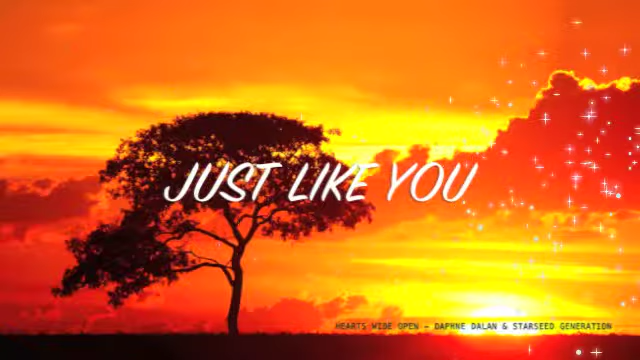 JUST LIKE YOU
HEARTS WIDE OPEN - DAPHNE DALAN & STARSEED GENERATION